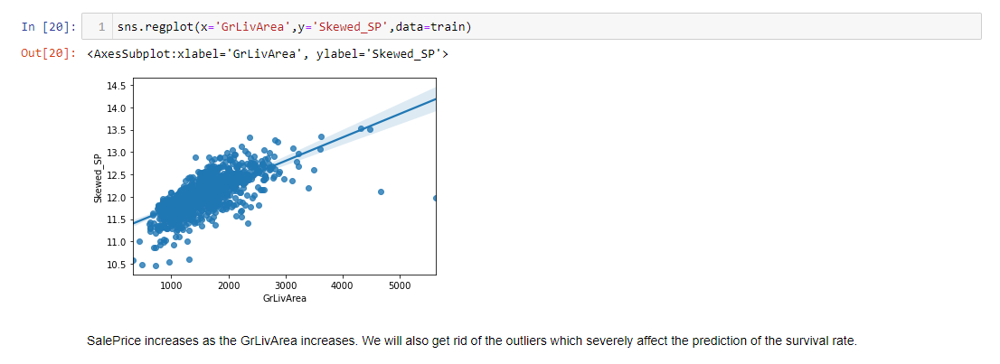 In [20]: 1 sns.regplot(x='GrLivArea',y='Skewed_SP',data=train)
Out[20]: <AxesSubplot:xlabel='GrLivArea', ylabel='Skewed_SP'>
14.5
14.0
13.5
13.0
12.5
12.0
11.5
11.0
10.5
Skewed_SP
1000 2000 3000 4000 5000
GrLivArea
SalePrice increases as the GrLivArea increases. We will also get rid of the outliers which severely affect the prediction of the survival rate.